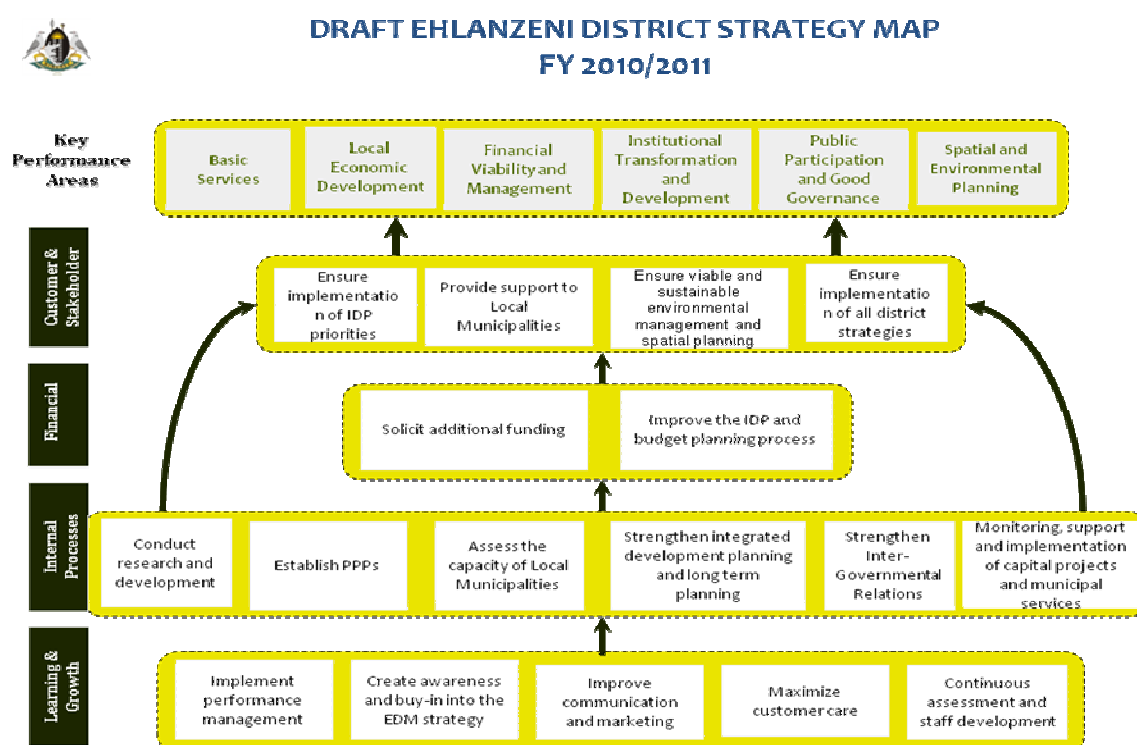 DRAFT EHLANZENI DISTRICT STRATEGY MAP
FY 2010/2011
Key
Performance
Areas
Basic
Services
Local
Economic
Development
Financial
Viability and
Management
Institutional
Transformation
and
Development
Public
Participation
and Good
Governance
Spatial and
Environmental
Planning
Customer &
Stakeholder
Ensure
implementatio
n of IDP
priorities
Provide support to
Local
Municipalities
Ensure viable and
sustainable
environmental
management and
spatial planning
Ensure
implementatio
n of all district
strategies
Financial
Solicit additional funding
Improve the IDP and
budget planning process
Internal
Processes
Conduct
research and
development
Establish PPPs
Assess the
capacity of Local
Municipalities
Strengthen integrated
development planning
and long term
planning
Strengthen
Inter-
Governmental
Relations
Monitoring, support
and implementation
of capital projects
and municipal
services
Learning &
Growth
Implement
performance
management
Create awareness
and buy-in into the
EDM strategy
Improve
communication
and marketing
Maximize
customer care
Continuous
assessment and
staff development